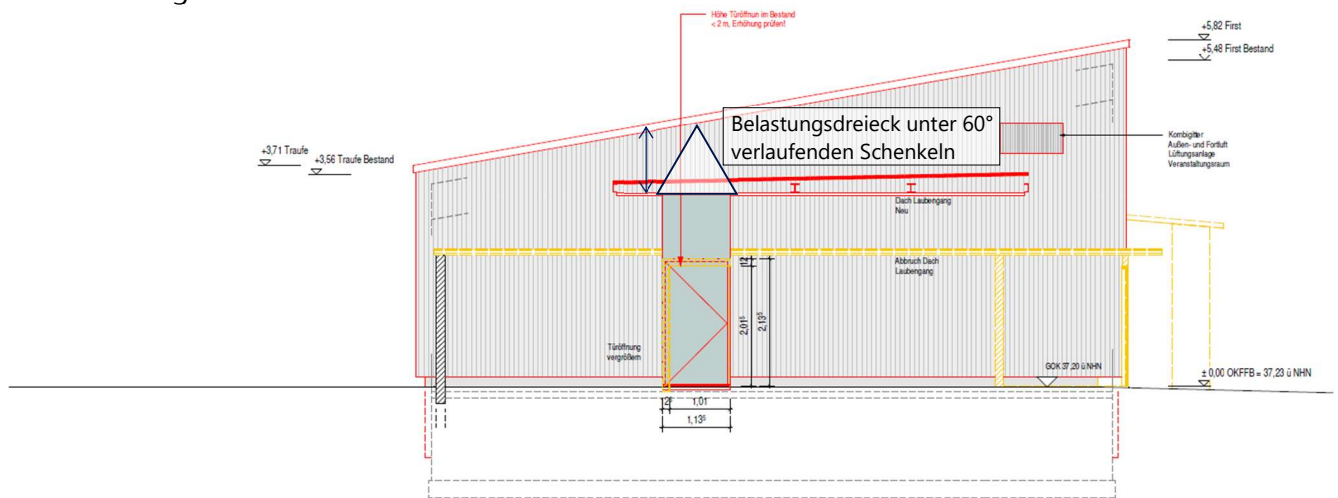 Höhe Türöffnun im Bestand
< 2 m, Erhöhung prüfen!
+5,82 First
+5,48 First Bestand
Belastungsdreieck unter 60°
verlaufenden Schenkeln
Kombigitter
Außen- und Fortluft
Lüftungsanlage
Veranstaltungsraum
+3,71 Traufe
+3,56 Traufe Bestand
Dach Laubengang
Neu
Abbruch Dach
Laubengang
12
2,01⁵
2,13⁵
Türöffnung
vergrößern
GOK 37,20 ü NHN
± 0,00 OKFFB = 37,23 ü NHN
1,01
1,13⁵